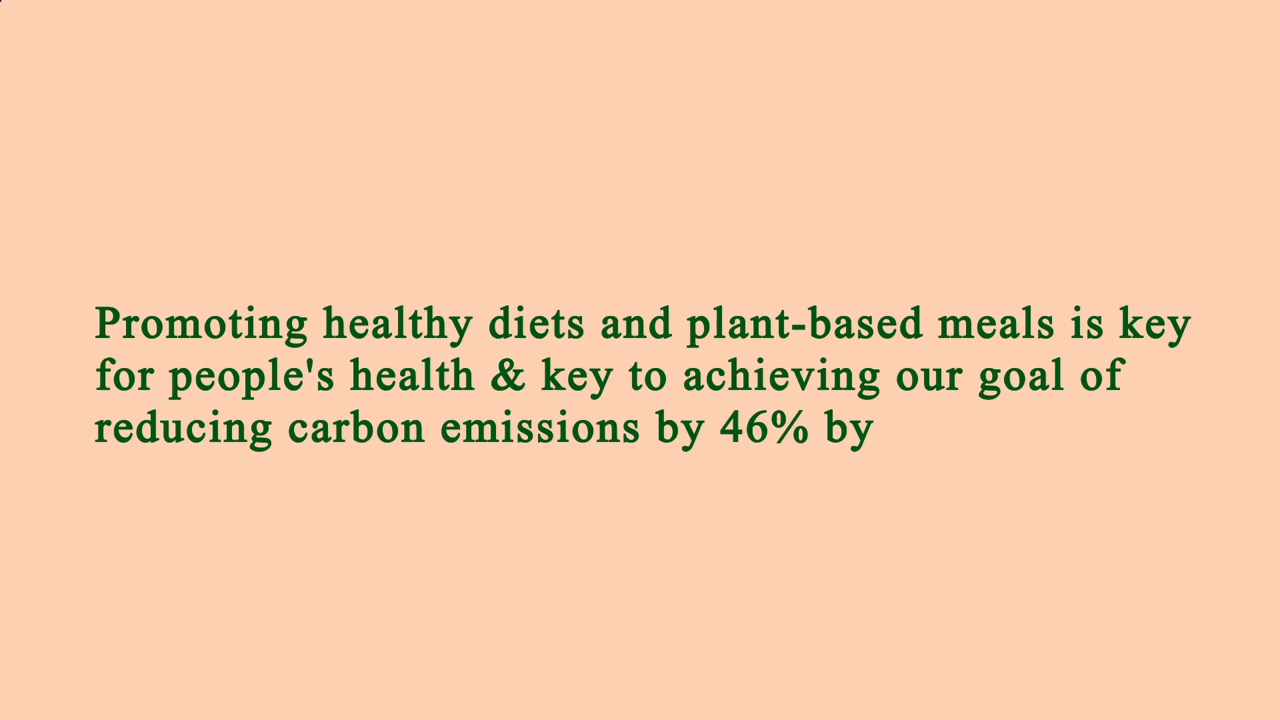 Promoting healthy diets and plant-based meals is key
for people's health & key to achieving our goal of
reducing carbon emissions by 46% by